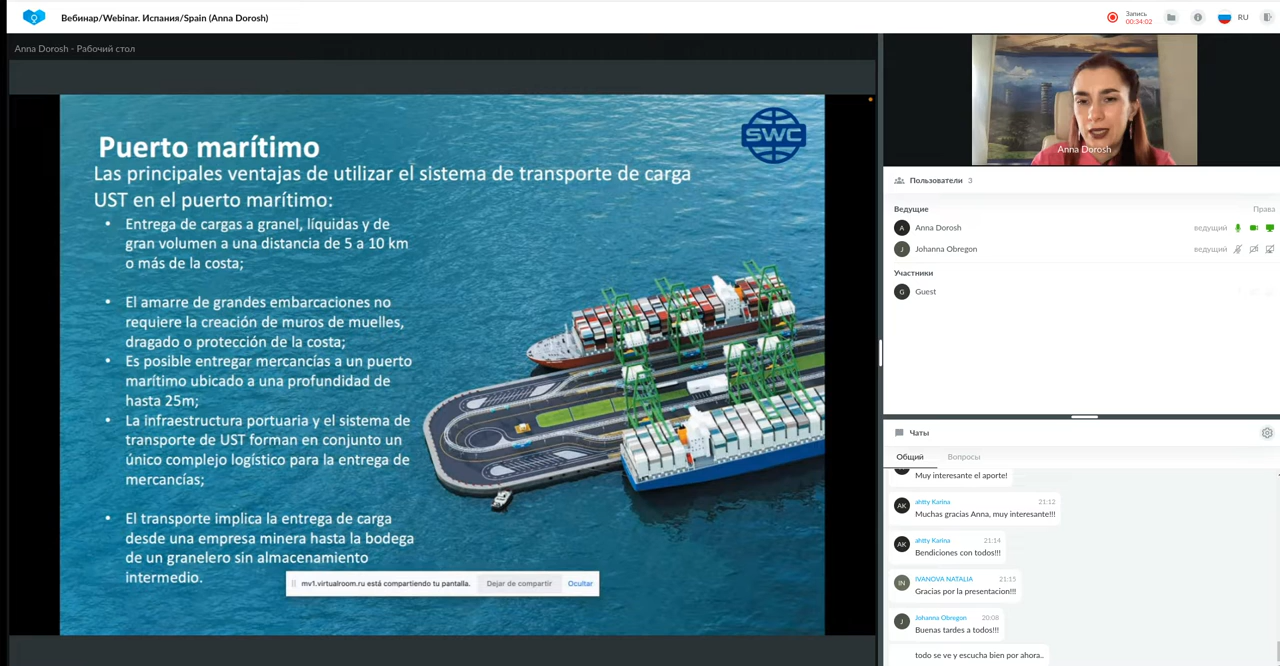 Вебинар/Webinar. Испания/Spain (Anna Dorosh)
Запись
00:34:02
RU
Anna Dorosh - Рабочий стол
SWC
Puerto marítimo
Las principales ventajas de utilizar el sistema de transporte de carga
UST en el puerto marítimo:
• Entrega de cargas a granel, líquidas y de
gran volumen a una distancia de 5 a 10 km
o más de la costa;
• El amarre de grandes embarcaciones no
requiere la creación de muros de muelles,
dragado o protección de la costa;
• Es posible entregar mercancías a un puerto
marítimo ubicado a una profundidad de
hasta 25m;
• La infraestructura portuaria y el sistema de
transporte de UST forman en conjunto un
único complejo logístico para la entrega de
mercancías;
• El transporte implica la entrega de carga
desde una empresa minera hasta la bodega
de un granelero sin almacenamiento
intermedio.
mv1.virtualroom.ru está compartiendo tu pantalla. Dejar de compartir Ocultar
Anna Dorosh
Пользователи 3
Ведущие Права
A Anna Dorosh ведущий
J Johanna Obregon ведущий
Участники
G Guest
Чаты
Общий Вопросы
Muy interesante el aporte!
AK ahtty Karina 21:12
Muchas gracias Anna, muy interesante!!!
AK ahtty Karina 21:14
Bendiciones con todos!!!
IN IVANOVA NATALIA 21:15
Gracias por la presentacion!!!
J Johanna Obregon 20:08
Buenas tardes a todos!!!
todo se ve y escucha bien por ahora..